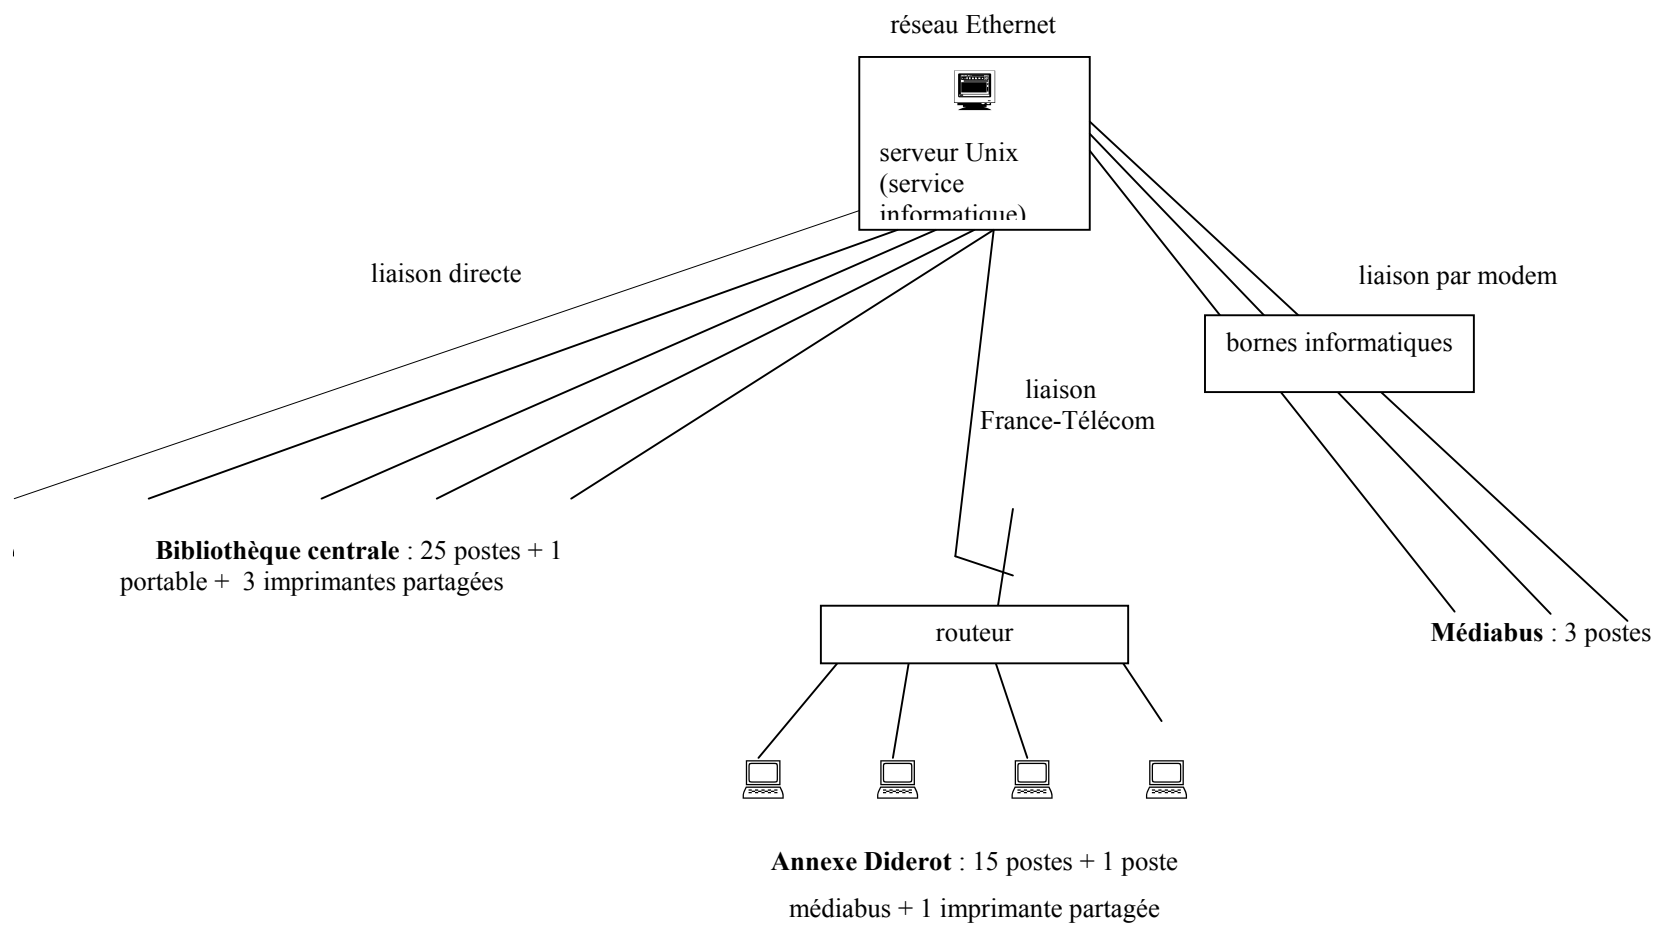 réseau Ethernet
serveur Unix
(service
informatique)
liaison directe
liaison par modem
bornes informatiques
liaison
France-Télécom
Bibliothèque centrale : 25 postes + 1
portable + 3 imprimantes partagées
routeur
Médiabus : 3 postes
Annexe Diderot : 15 postes + 1 poste
médiabus + 1 imprimante partagée